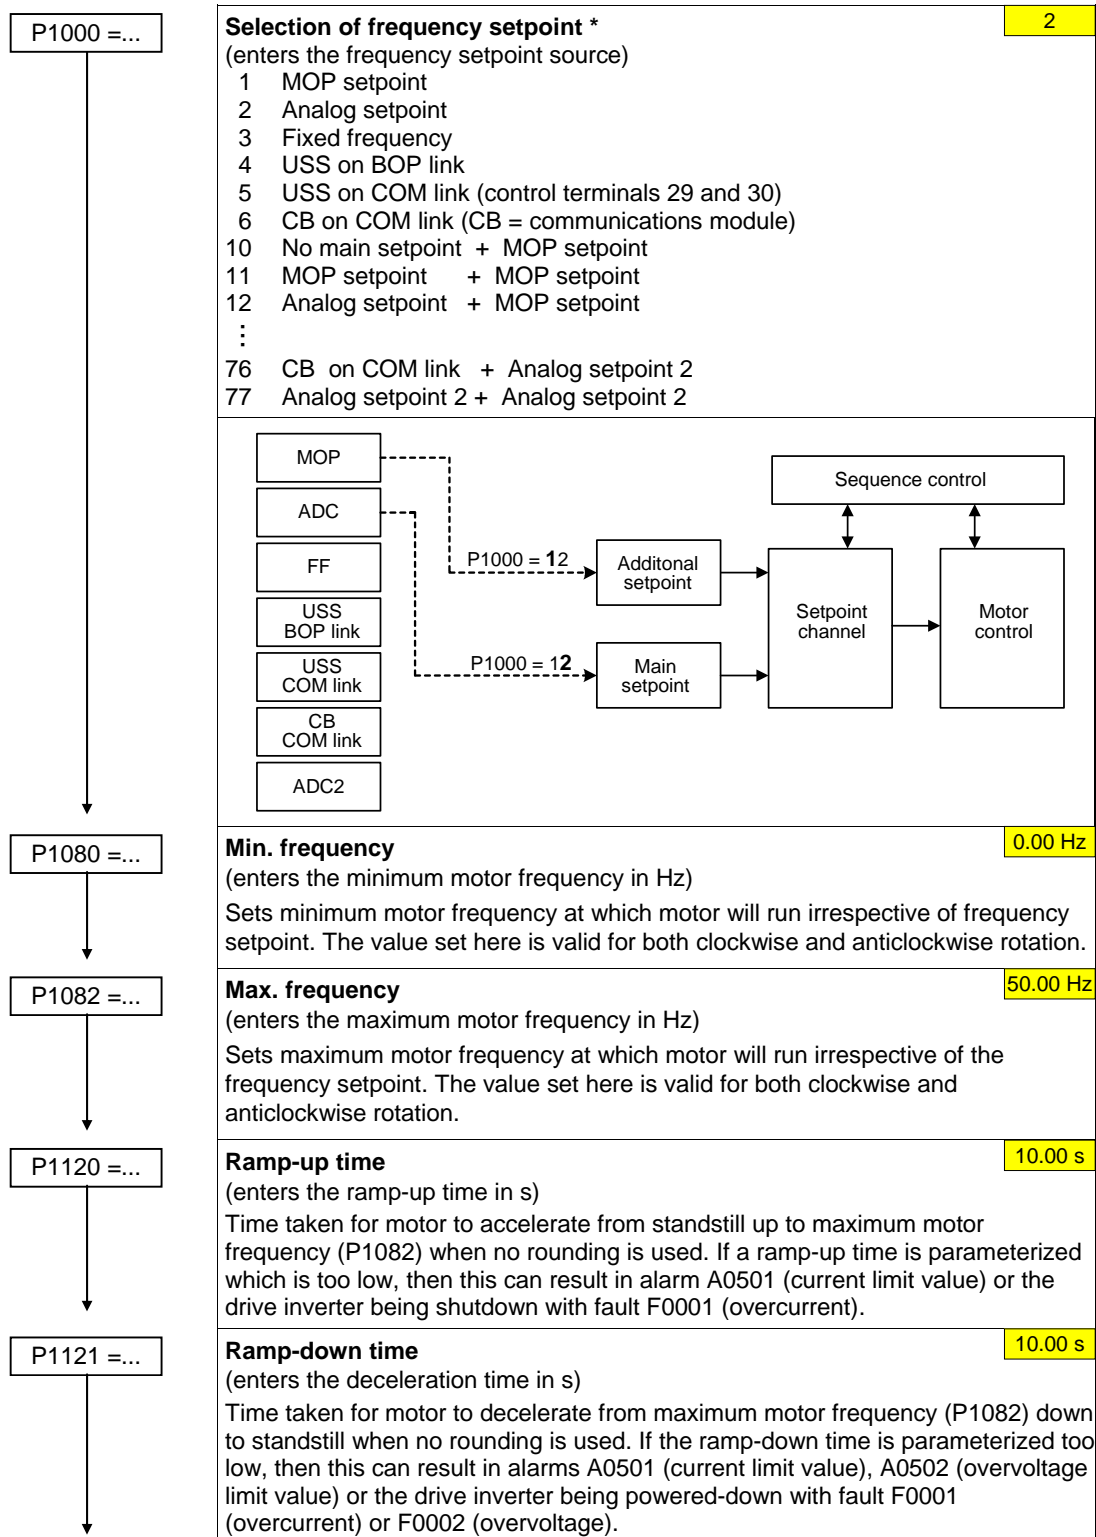 P1000 =...
Selection of frequency setpoint *
2
(enters the frequency setpoint source)
1 MOP setpoint
2 Analog setpoint
3 Fixed frequency
4 USS on BOP link
5 USS on COM link (control terminals 29 and 30)
6 CB on COM link (CB = communications module)
10 No main setpoint + MOP setpoint
11 MOP setpoint + MOP setpoint
12 Analog setpoint + MOP setpoint
⋮
76 CB on COM link + Analog setpoint 2
77 Analog setpoint 2 + Analog setpoint 2
MOP
ADC
FF
USS
BOP link
USS
COM link
CB
COM link
ADC2
P1000 = 12
P1000 = 12
Additonal
setpoint
Main
setpoint
Sequence control
Setpoint
channel
Motor
control
P1080 =...
Min. frequency
0.00 Hz
(enters the minimum motor frequency in Hz)
Sets minimum motor frequency at which motor will run irrespective of frequency
setpoint. The value set here is valid for both clockwise and anticlockwise rotation.
P1082 =...
Max. frequency
50.00 Hz
(enters the maximum motor frequency in Hz)
Sets maximum motor frequency at which motor will run irrespective of the
frequency setpoint. The value set here is valid for both clockwise and
anticlockwise rotation.
P1120 =...
Ramp-up time
10.00 s
(enters the ramp-up time in s)
Time taken for motor to accelerate from standstill up to maximum motor
frequency (P1082) when no rounding is used. If a ramp-up time is parameterized
which is too low, then this can result in alarm A0501 (current limit value) or the
drive inverter being shutdown with fault F0001 (overcurrent).
P1121 =...
Ramp-down time
10.00 s
(enters the deceleration time in s)
Time taken for motor to decelerate from maximum motor frequency (P1082) down
to standstill when no rounding is used. If the ramp-down time is parameterized too
low, then this can result in alarms A0501 (current limit value), A0502 (overvoltage
limit value) or the drive inverter being powered-down with fault F0001
(overcurrent) or F0002 (overvoltage).